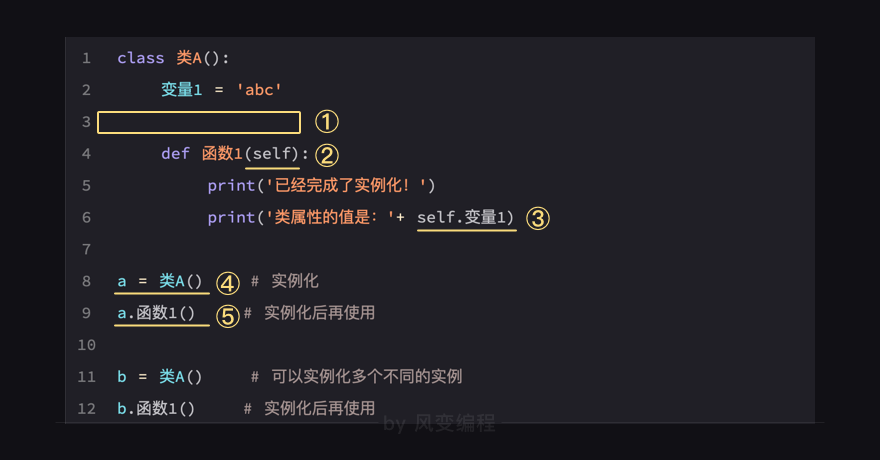 1 class 类A():
2 变量1 = 'abc'
3 ①
4 def 函数1(self): ②
5 print('已经完成了实例化！')
6 print('类属性的值是：'+ self.变量1) ③
7
8 a = 类A() ④ # 实例化
9 a.函数1() ⑤ # 实例化后再使用
10
11 b = 类A() # 可以实例化多个不同的实例
12 b.函数1() # 实例化后再使用
by 风变编程